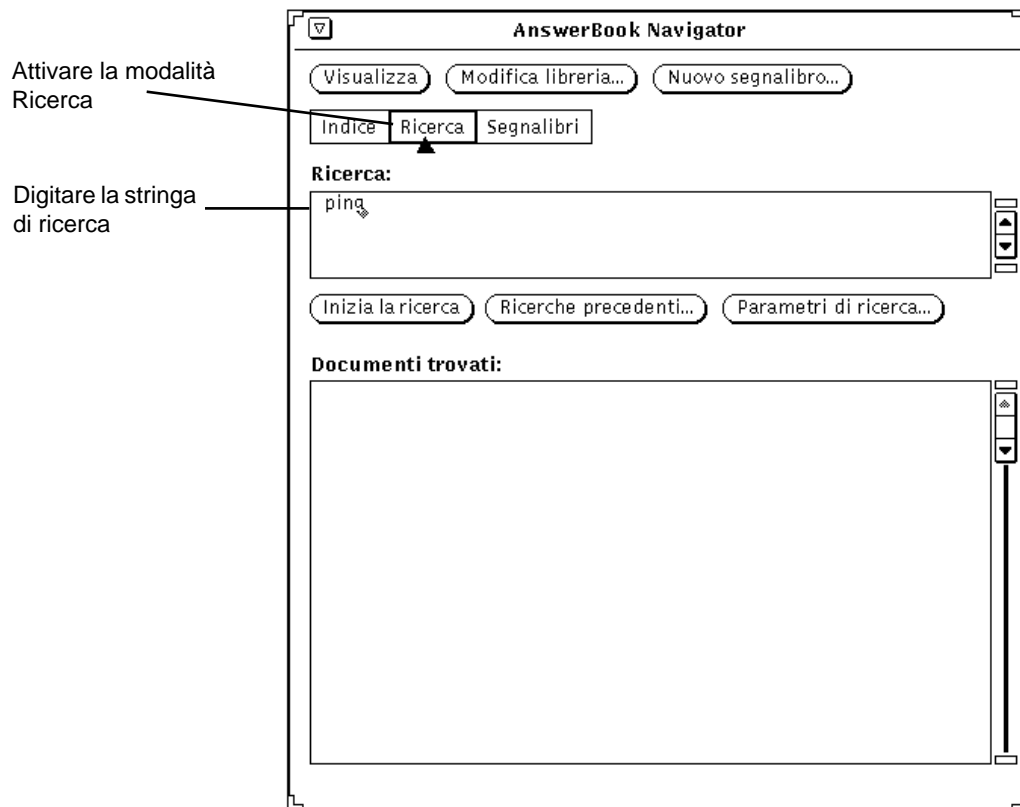 AnswerBook Navigator
Attivare la modalità
Ricerca
Visualizza Modifica libreria... Nuovo segnalibro...
Indice Ricerca Segnalibri
Ricerca:
Digitare la stringa
di ricerca
ping
Inizia la ricerca Ricerche precedenti... Parametri di ricerca...
Documenti trovati: